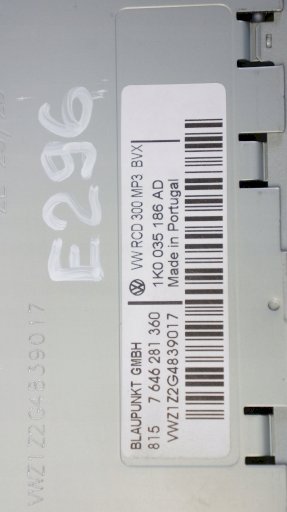 E296
BLAUPUNKT GMBH VW RCD 300 MP3 BVX
815 7 646 281 360 1K0 035 186 AD
VWZ1Z2G4839017 Made in Portugal
VWZ1Z2G4839017